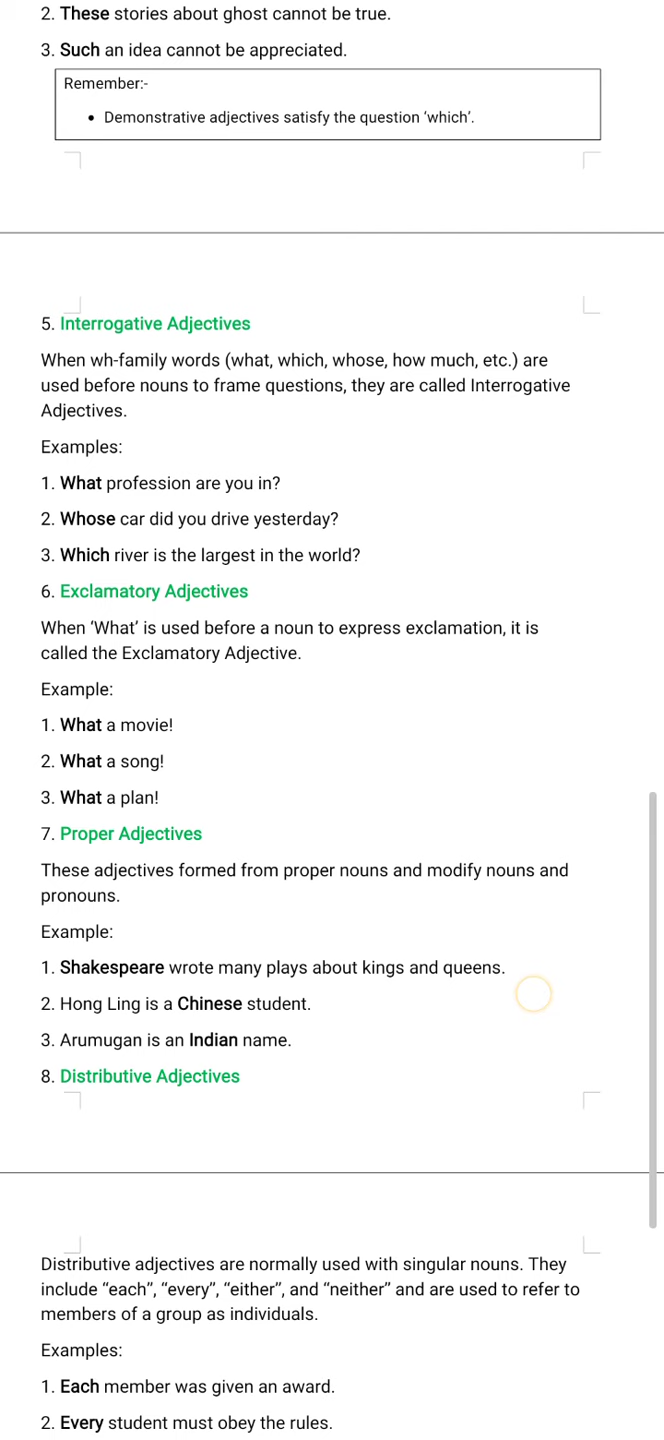 2. These stories about ghost cannot be true.
3. Such an idea cannot be appreciated.
Remember:-
• Demonstrative adjectives satisfy the question ‘which’.
5. Interrogative Adjectives
When wh-family words (what, which, whose, how much, etc.) are
used before nouns to frame questions, they are called Interrogative
Adjectives.
Examples:
1. What profession are you in?
2. Whose car did you drive yesterday?
3. Which river is the largest in the world?
6. Exclamatory Adjectives
When ‘What’ is used before a noun to express exclamation, it is
called the Exclamatory Adjective.
Example:
1. What a movie!
2. What a song!
3. What a plan!
7. Proper Adjectives
These adjectives formed from proper nouns and modify nouns and
pronouns.
Example:
1. Shakespeare wrote many plays about kings and queens.
2. Hong Ling is a Chinese student.
3. Arumugan is an Indian name.
8. Distributive Adjectives
Distributive adjectives are normally used with singular nouns. They
include “each”, “every”, “either”, and “neither” and are used to refer to
members of a group as individuals.
Examples:
1. Each member was given an award.
2. Every student must obey the rules.